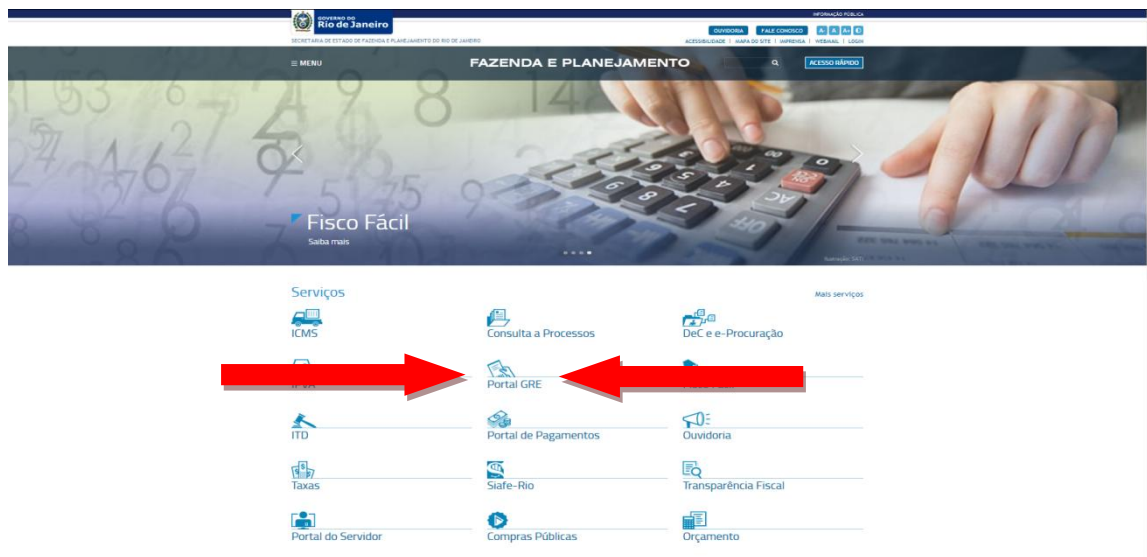 INFORMAÇÃO PÚBLICA
GOVERNO DO
Rio de Janeiro
OUVIDORIA FALE CONOSCO A- A A+
SECRETARIA DE ESTADO DE FAZENDA E PLANEJAMENTO DO RIO DE JANEIRO
ACESSIBILIDADE | MAPA DO SITE | IMPRENSA | WEBMAIL | LOGIN
≡ MENU
FAZENDA E PLANEJAMENTO
ACESSO RÁPIDO
Fisco Fácil
Saiba mais
Serviços
Mais serviços
ICMS
Consulta a Processos
DeC e e-Procuração
Portal GRE
ITD
Portal de Pagamentos
Ouvidoria
Taxas
Siafe-Rio
Transparência Fiscal
Portal do Servidor
Compras Públicas
Orçamento